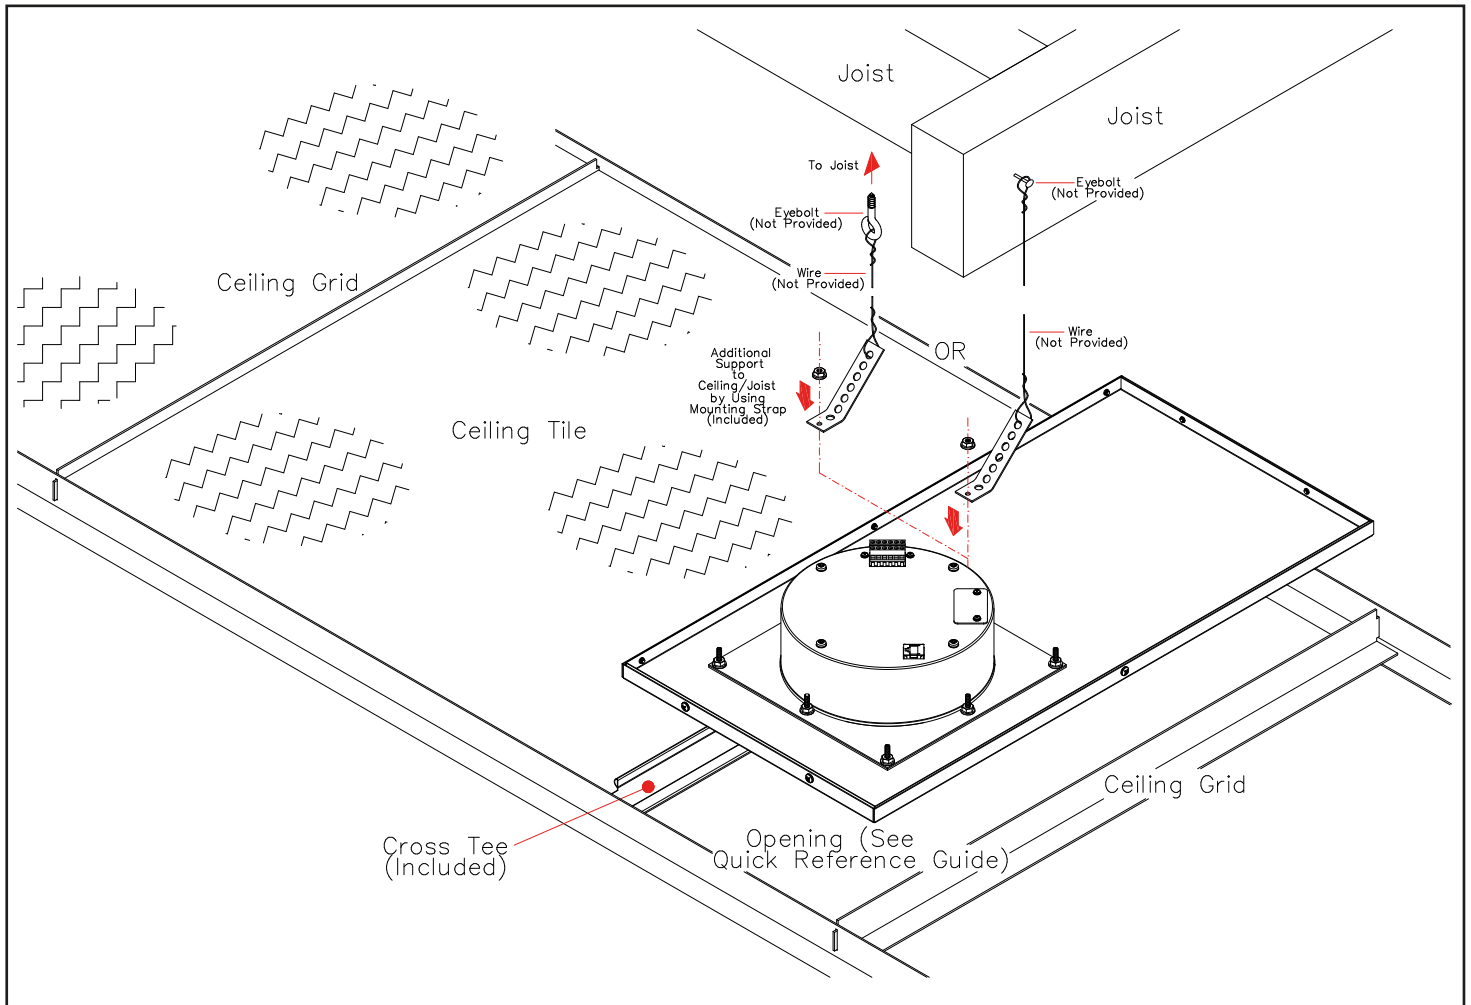 Joist
Joist
To Joist
Eyebolt
(Not Provided)
Eyebolt
(Not Provided)
Ceiling Grid
Wire
(Not Provided)
Wire
(Not Provided)
OR
Additional
Support
to
Ceiling/Joist
by Using
Mounting Strap
(Included)
Ceiling Tile
Ceiling Grid
Cross Tee
(Included)
Opening (See
Quick Reference Guide)